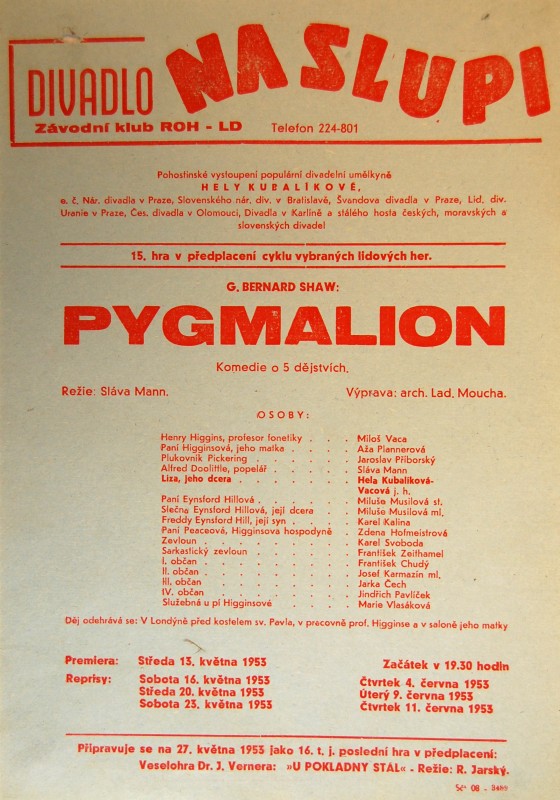 DIVADLO NA SLUPI
Závodní klub ROH - LD Telefon 224-801
Pohostinské vystoupení populární divadelní umělkyně
HELY KUBALÍKOVÉ,
e. č. Nár. divadla v Praze, Slovenského nár. div. v Bratislavě, Švandova divadla v Praze, Lid. div.
Uranie v Praze, Čes. divadla v Olomouci, Divadla v Karlíně a stálého hosta českých, moravských a
slovenských divadel
15. hra v předplacení cyklu vybraných lidových her.
G. BERNARD SHAW:
PYGMALION
Komedie o 5 dějstvích.
Režie: Sláva Mann. Výprava: arch. Lad. Moucha.
OSOBY:
Henry Higgins, profesor fonetiky . . . Miloš Vaca
Paní Higginsová, jeho matka . . . . Aža Plannerová
Plukovník Pickering . . . . . . Jaroslav Příborský
Alfred Doolittle, popelář . . . . . Sláva Mann
Liza, jeho dcera . . . . . . . Hela Kubalíková-
Vacová j. h.
Paní Eynsford Hillová . . . . . . Miluše Musilová st.
Slečna Eynsford Hillová, její dcera . . Miluše Musilová ml.
Freddy Eynsford Hill, její syn . . . . Karel Kalina
Paní Peaceová, Higginsova hospodyně . Zdena Hofmeistrová
Zevloun . . . . . . . . . Karel Svoboda
Sarkastický zevloun . . . . . . František Zeithamel
I. občan . . . . . . . . . František Chudý
II. občan . . . . . . . . . Josef Karmazín ml.
III. občan . . . . . . . . . Jarka Čech
IV. občan . . . . . . . . . Jindřich Pavlíček
Služebná u pí Higginsové . . . . . Marie Vlasáková
Děj odehrává se: V Londýně před kostelem sv. Pavla, v pracovně prof. Higginse a v saloně jeho matky
Premiera: Středa 13. května 1953 Začátek v 19.30 hodin
Reprisy: Sobota 16. května 1953 Čtvrtek 4. června 1953
Středa 20. května 1953 Úterý 9. června 1953
Sobota 23. května 1953 Čtvrtek 11. června 1953
Připravuje se na 27. května 1953 jako 16. t. j. poslední hra v předplacení:
Veselohra Dr. J. Vernera: »U POKLADNY STÁL« - Režie: R. Jarský.
08